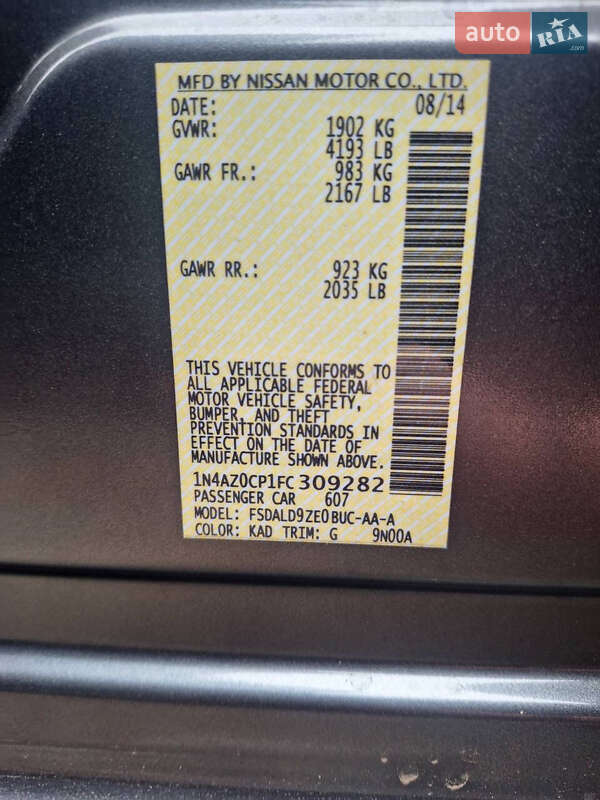 auto RIA .com
MFD BY NISSAN MOTOR CO., LTD.
DATE: 08/14
GVWR: 1902 KG
4193 LB
GAWR FR.: 983 KG
2167 LB
GAWR RR.: 923 KG
2035 LB
THIS VEHICLE CONFORMS TO
ALL APPLICABLE FEDERAL
MOTOR VEHICLE SAFETY,
BUMPER, AND THEFT
PREVENTION STANDARDS IN
EFFECT ON THE DATE OF
MANUFACTURE SHOWN ABOVE.
1N4AZ0CP1FC309282
PASSENGER CAR 607
MODEL: FSDALD9ZE0BUC-AA-A
COLOR: KAD TRIM: G 9N00A